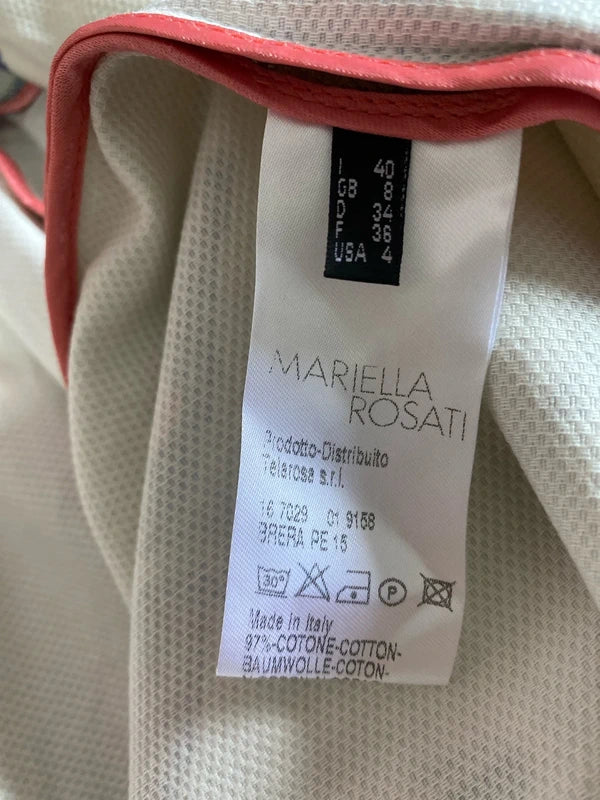 I 40
GB 8
D 34
F 36
USA 4
MARIELLA
ROSATI
Prodotto-Distribuito
Telarosa s.r.l.
16 7029 01 9158
BRERA PE 15
30°
P
Made in Italy
97%-COTONE-COTTON-
BAUMWOLLE-COTON-